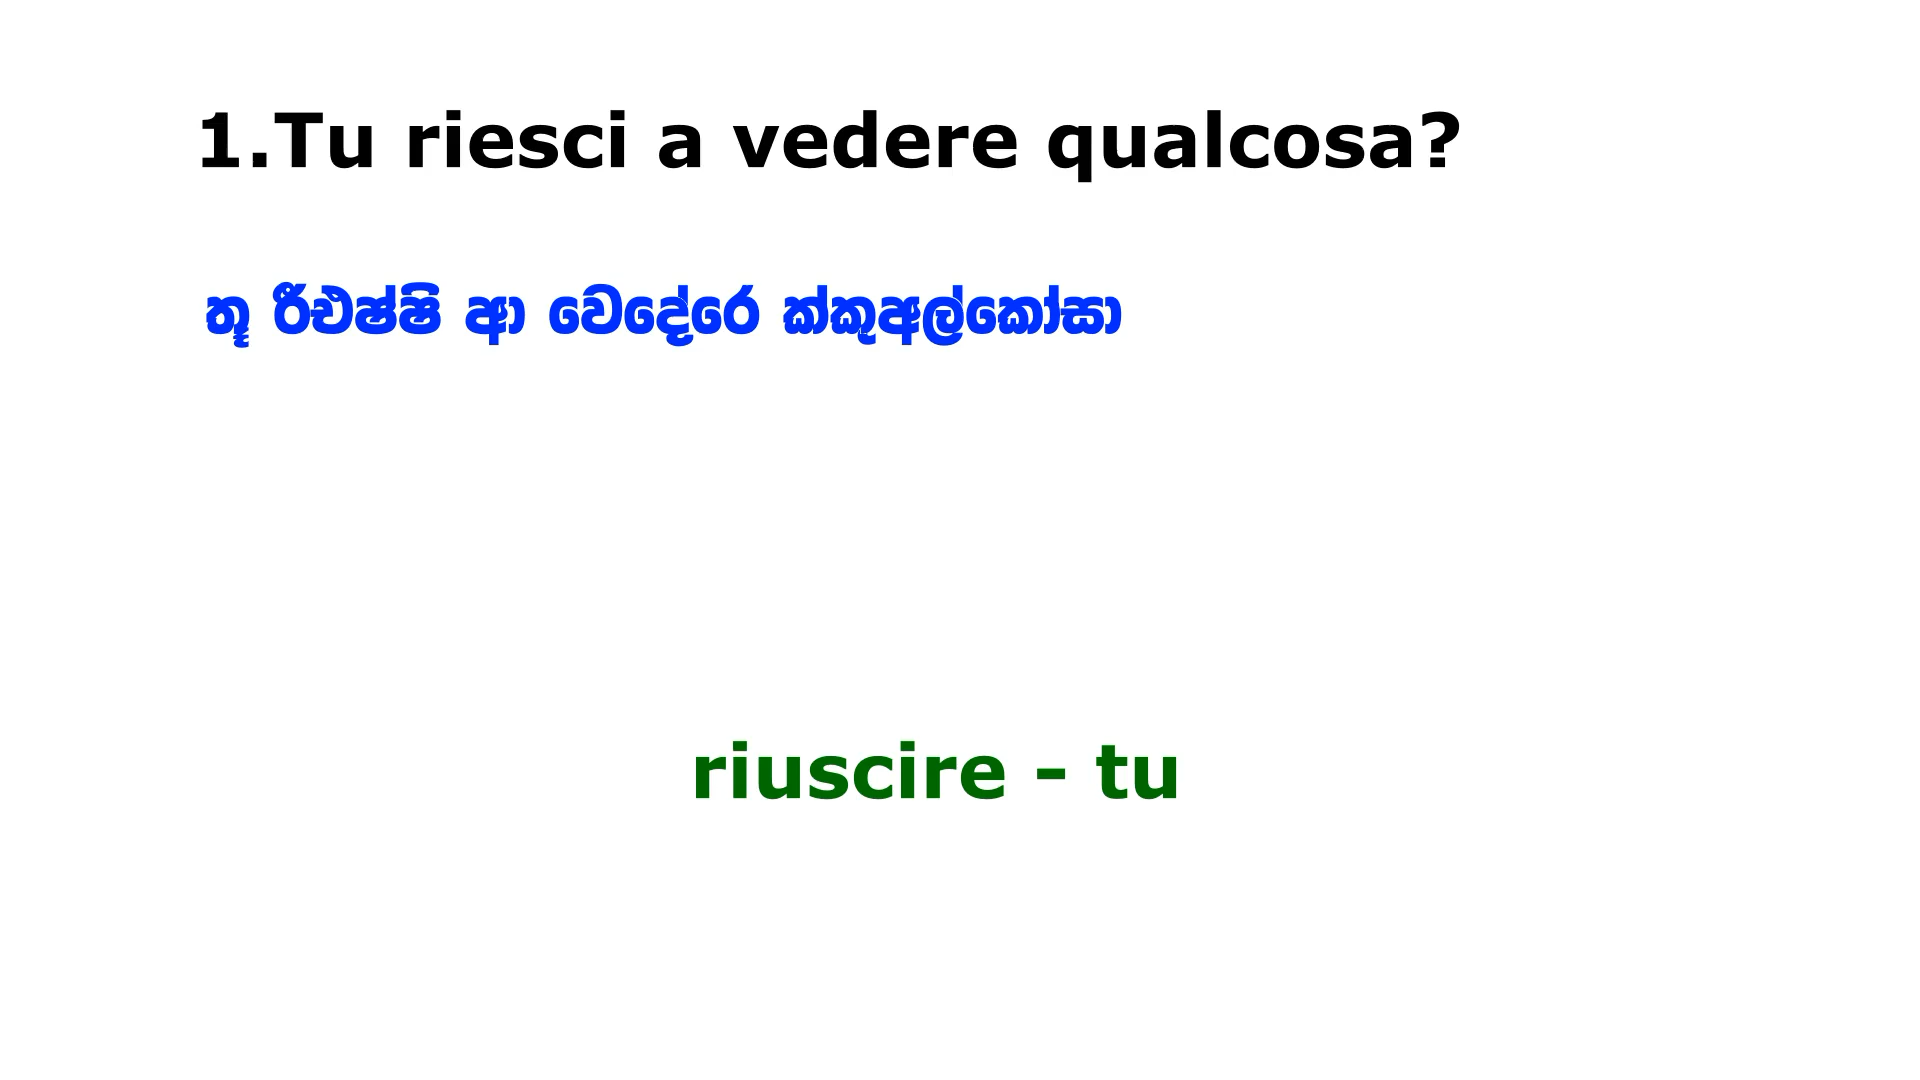 1.Tu riesci a vedere qualcosa?
තූ රිඑෂ්ෂි ආ වෙදේරෙ ක්කුඅල්කෝසා
riuscire - tu